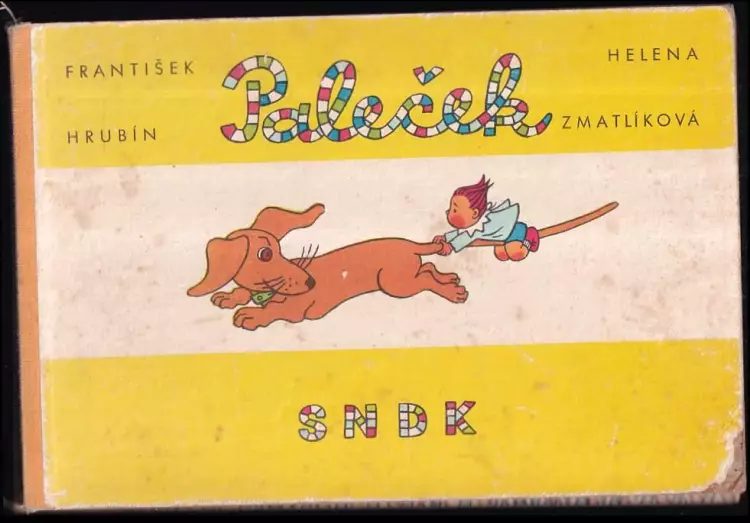 FRANTIŠEK
HRUBÍN
Paleček
HELENA
ZMATLÍKOVÁ
SNDK